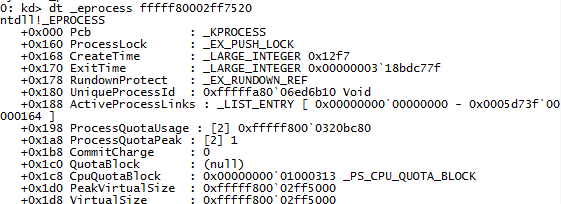 0: kd> dt _eprocess fffff80002ff7520
ntdll!_EPROCESS
+0x000 Pcb : _KPROCESS
+0x160 ProcessLock : _EX_PUSH_LOCK
+0x168 CreateTime : _LARGE_INTEGER 0x12f7
+0x170 ExitTime : _LARGE_INTEGER 0x00000003`18bdc77f
+0x178 RundownProtect : _EX_RUNDOWN_REF
+0x180 UniqueProcessId : 0xfffffa80`06ed6b10 Void
+0x188 ActiveProcessLinks : _LIST_ENTRY [ 0x00000000`00000000 - 0x0005d73f`00
000164 ]
+0x198 ProcessQuotaUsage : [2] 0xfffff800`0320bc80
+0x1a8 ProcessQuotaPeak : [2] 1
+0x1b8 CommitCharge : 0
+0x1c0 QuotaBlock : (null)
+0x1c8 CpuQuotaBlock : 0x00000000`01000313 _PS_CPU_QUOTA_BLOCK
+0x1d0 PeakVirtualSize : 0xfffff800`02ff5000
+0x1d8 VirtualSize : 0xfffff800`02ff5000